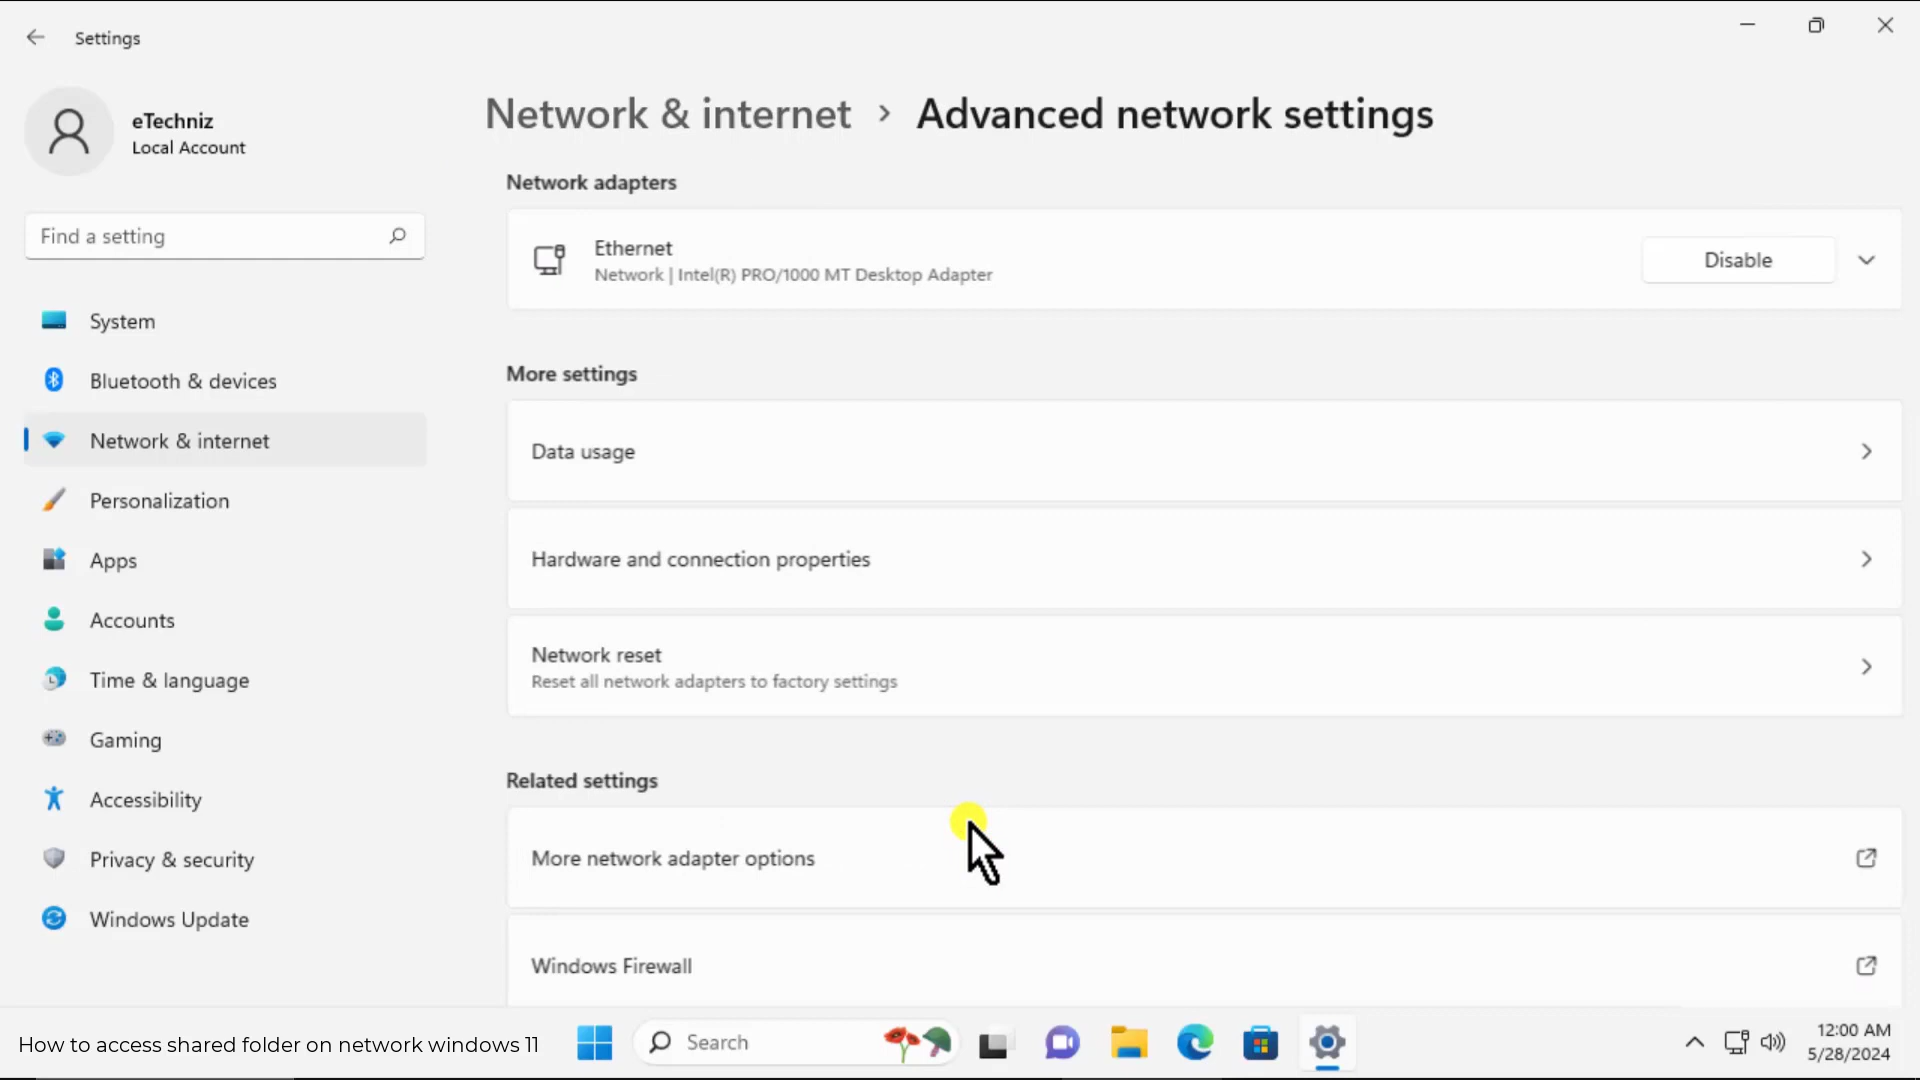 Settings
eTechniz
Local Account
Find a setting
System
Bluetooth & devices
Network & internet
Personalization
Apps
Accounts
Time & language
Gaming
Accessibility
Privacy & security
Windows Update
Network & internet > Advanced network settings
Network adapters
Ethernet
Network | Intel(R) PRO/1000 MT Desktop Adapter
Disable
More settings
Data usage
Hardware and connection properties
Network reset
Reset all network adapters to factory settings
Related settings
More network adapter options
Windows Firewall
How to access shared folder on network windows 11
Search
12:00 AM
5/28/2024